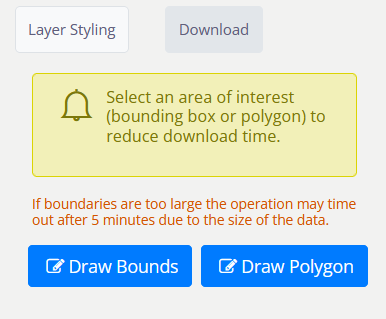 Layer Styling
Download
Select an area of interest
(bounding box or polygon) to
reduce download time.
If boundaries are too large the operation may time
out after 5 minutes due to the size of the data.
Draw Bounds
Draw Polygon